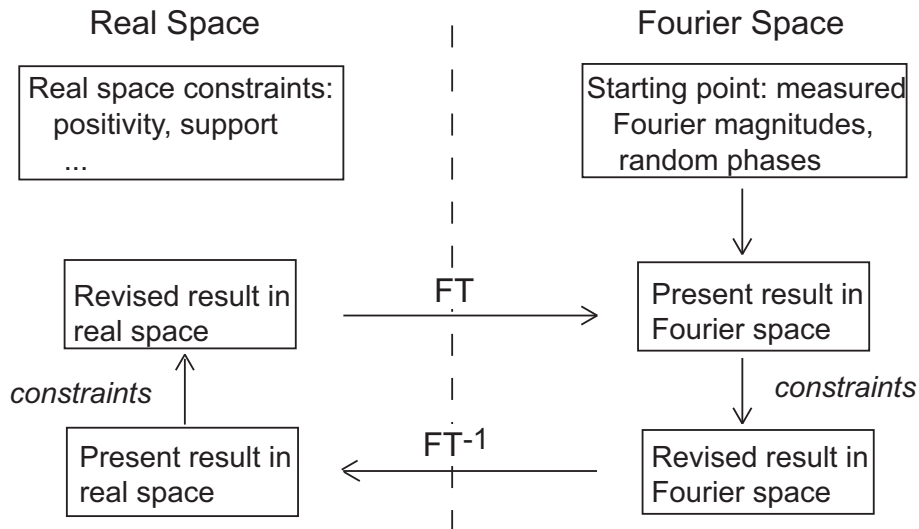 Real Space
Fourier Space
Real space constraints:
positivity, support
...
Starting point: measured
Fourier magnitudes,
random phases
Revised result in
real space
FT
Present result in
Fourier space
constraints
constraints
Present result in
real space
FT-1
Revised result in
Fourier space